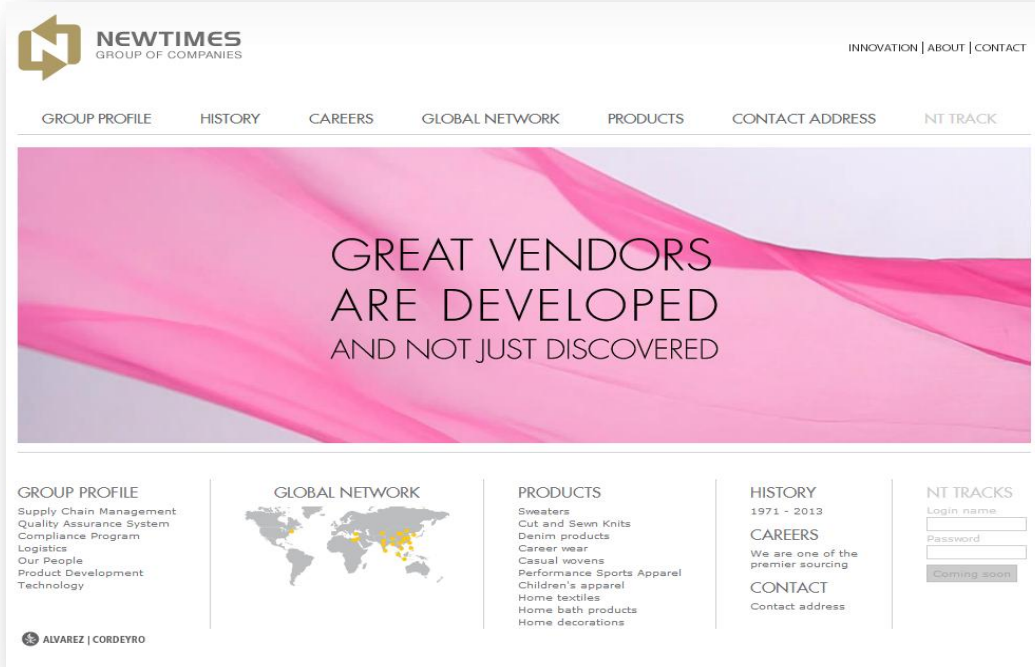 NEWTIMES
GROUP OF COMPANIES
INNOVATION | ABOUT | CONTACT
GROUP PROFILE HISTORY CAREERS GLOBAL NETWORK PRODUCTS CONTACT ADDRESS NT TRACK
GREAT VENDORS
ARE DEVELOPED
AND NOT JUST DISCOVERED
GROUP PROFILE
Supply Chain Management
Quality Assurance System
Compliance Program
Logistics
Our People
Product Development
Technology
GLOBAL NETWORK
PRODUCTS
Sweaters
Cut and Sewn Knits
Denim products
Career wear
Casual wovens
Performance Sports Apparel
Children's apparel
Home textiles
Home bath products
Home decorations
HISTORY
1971 - 2013
CAREERS
We are one of the
premier sourcing
CONTACT
Contact address
NT TRACKS
Login name
Password
Coming soon
ALVAREZ | CORDEYRO